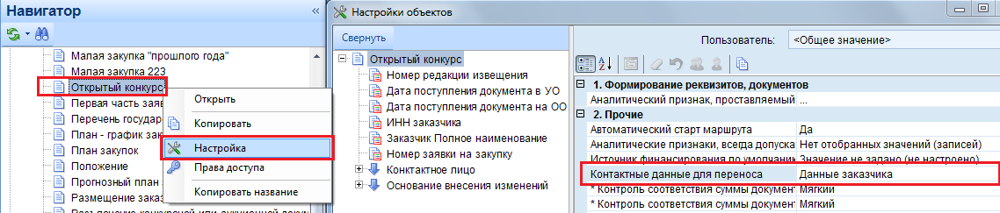 Навигатор
Малая закупка "прошлого года"
Малая закупка 223
Открытый конкурс
Первая часть заяв
Перечень государс
План - график зак
План закупок
Положение
Прогнозный план з
Размещение заказ
Открыть
Копировать
Настройка
Права доступа
Копировать название
Настройки объектов
Свернуть
Открытый конкурс
Номер редакции извещения
Дата поступления документа в УО
Дата поступления документа на ОО
ИНН заказчика
Заказчик Полное наименование
Номер заявки на закупку
Конктактное лицо
Основание внесения изменений
Пользователь: <Общее значение>
1. Формирование реквизитов, документов
Аналитический признак, проставляемый ...
2. Прочие
Автоматический старт маршрута Да
Аналитические признаки, всегда допуска Нет отобранных значений (записей)
Источник финансирования по умолчани Значение не задано (не настроено)
Контактные данные для переноса Данные заказчика
* Контроль соответствия суммы документ Мягкий
* Контроль соответствия суммы документ Мягкий